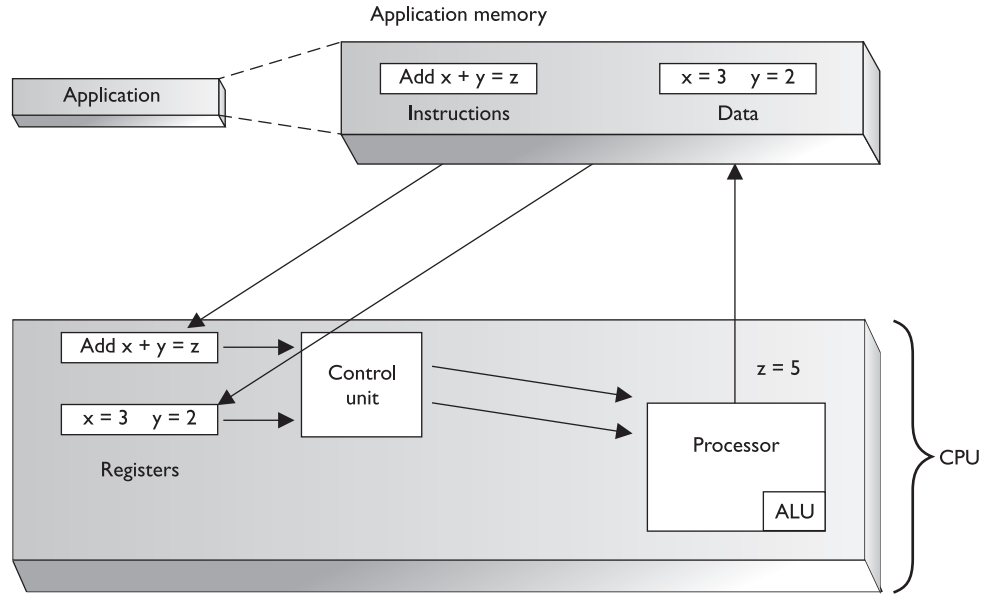 Application memory
Application
Add x + y = z
x = 3 y = 2
Instructions
Data
Add x + y = z
x = 3 y = 2
Registers
Control
unit
z = 5
Processor
ALU
CPU